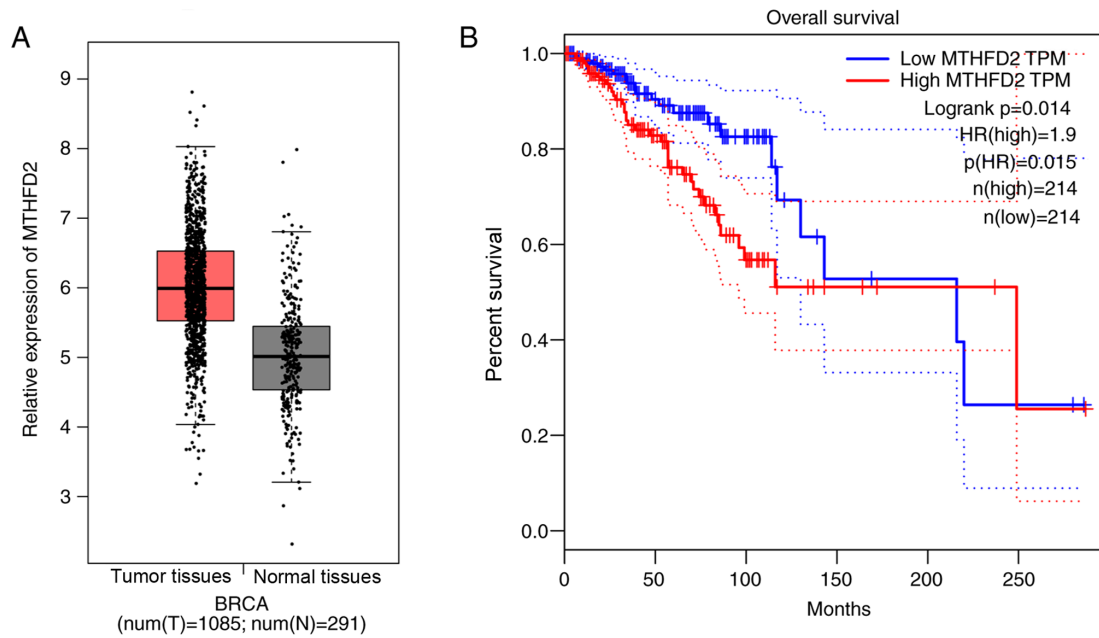 A
Relative expression of MTHFD2
9
8
7
6
5
4
3
Tumor tissues
Normal tissues
BRCA
(num(T)=1085; num(N)=291)
B
Overall survival
Percent survival
1.0
0.8
0.6
0.4
0.2
0.0
Low MTHFD2 TPM
High MTHFD2 TPM
Logrank p=0.014
HR(high)=1.9
p(HR)=0.015
n(high)=214
n(low)=214
0 50 100 150 200 250
Months